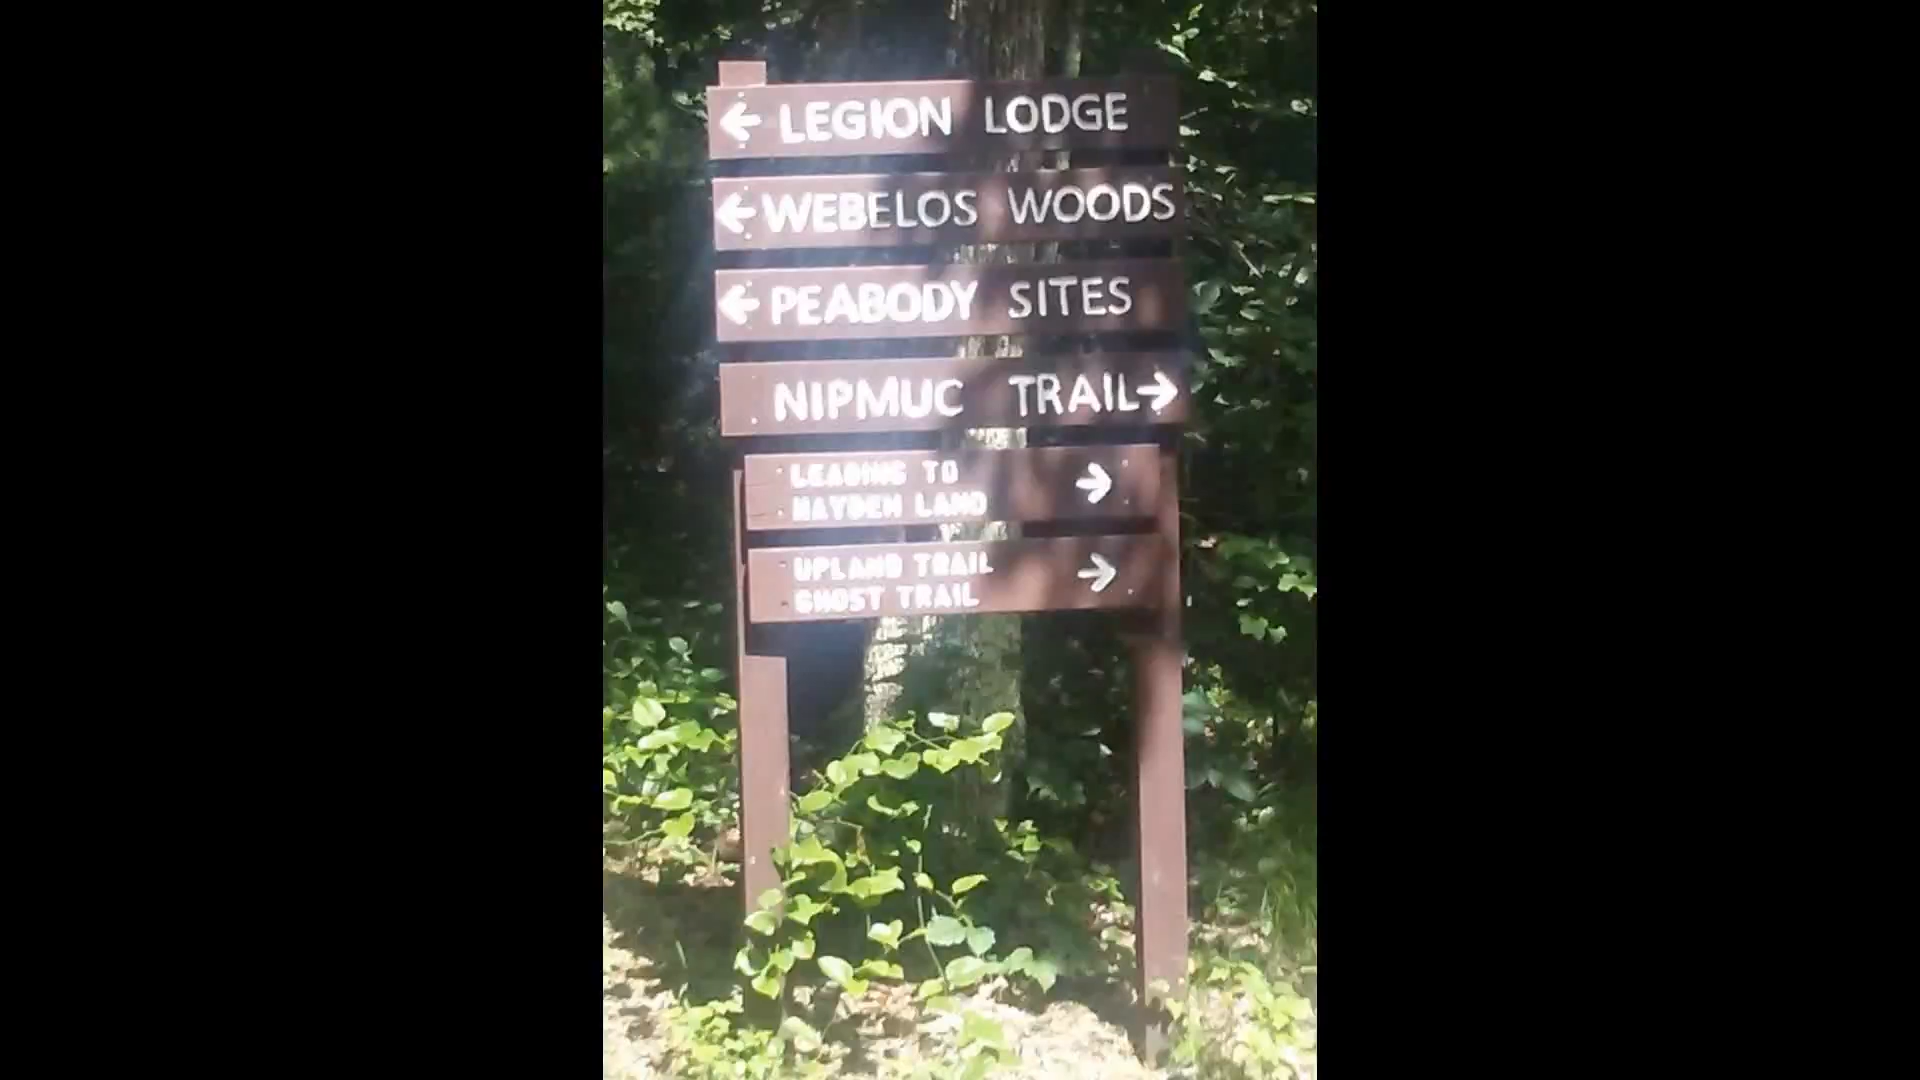 ← LEGION LODGE
← WEBELOS WOODS
← PEABODY SITES
NIPMUC TRAIL →
LEADING TO →
HAYDEN LAND
UPLAND TRAIL →
GHOST TRAIL